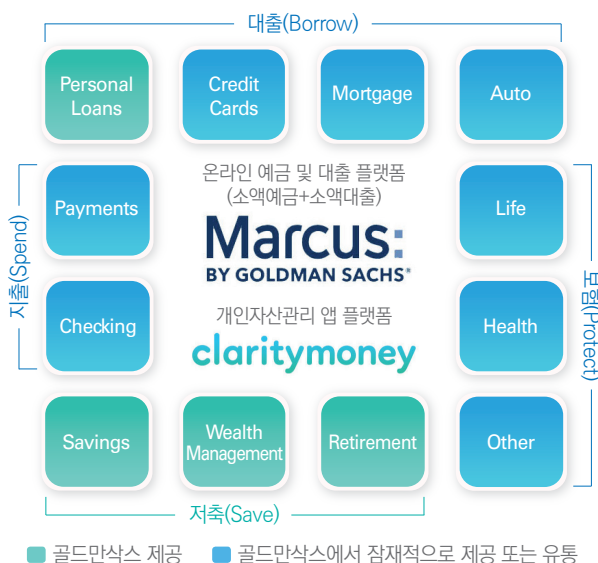 대출(Borrow)
Personal
Loans
Credit
Cards
Mortgage
Auto
지출(Spend)
Payments
Checking
온라인 예금 및 대출 플랫폼
(소액예금+소액대출)
Marcus:
BY GOLDMAN SACHS®
개인자산관리 앱 플랫폼
claritymoney
Life
Health
보험(Protect)
Savings
Wealth
Management
Retirement
Other
저축(Save)
골드만삭스 제공
골드만삭스에서 잠재적으로 제공 또는 유통